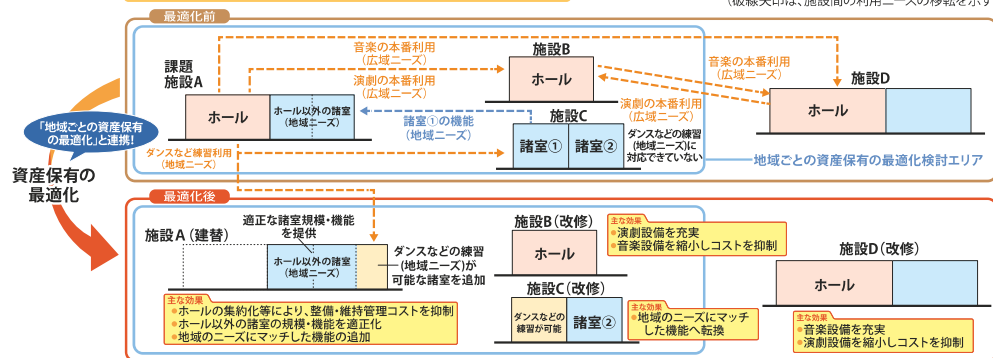 (破線矢印は、施設間の利用ニーズの移転を示す
最適化前
課題
施設A
ホール
ホール以外の諸室
(地域ニーズ)
音楽の本番利用
(広域ニーズ)
演劇の本番利用
(広域ニーズ)
施設B
ホール
音楽の本番利用
(広域ニーズ)
演劇の本番利用
(広域ニーズ)
施設D
ホール
諸室①の機能
(地域ニーズ)
施設C
諸室①
諸室②
ダンスなどの練習
(地域ニーズ)に
対応できていない
ダンスなど練習利用
(地域ニーズ)
地域ごとの資産保有の最適化検討エリア
「地域ごとの資産保有
の最適化」と連携!
資産保有の
最適化
最適化後
施設A(建替)
適正な諸室規模・機能
を提供
ホール以外の諸室
(地域ニーズ)
ダンスなどの練習
(地域ニーズ)が
可能な諸室を追加
主な効果
●ホールの集約化等により、整備・維持管理コストを抑制
●ホール以外の諸室の規模・機能を適正化
●地域のニーズにマッチした機能の追加
施設B(改修)
ホール
主な効果
●演劇設備を充実
●音楽設備を縮小しコストを抑制
施設C(改修)
ダンスなどの
練習が可能
諸室②
主な効果
●地域のニーズにマッチ
した機能へ転換
施設D(改修)
ホール
主な効果
●音楽設備を充実
●演劇設備を縮小しコストを抑制